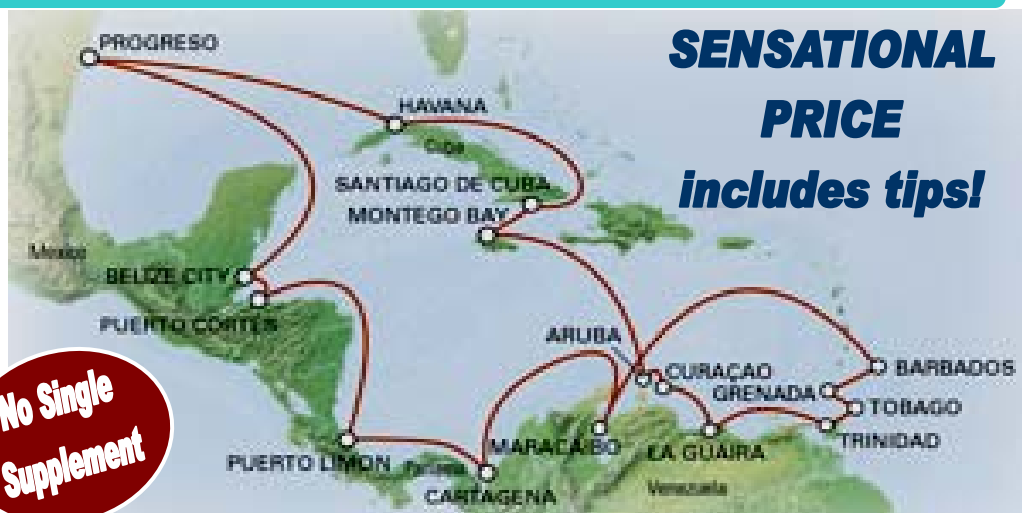 PROGRESO
SENSATIONAL
PRICE
includes tips!
HAVANA
Cuba
SANTIAGO DE CUBA
MONTEGO BAY
Mexico
BELIZE CITY
PUERTO CORTES
ARUBA
CURACAO
BARBADOS
GRENADA
TOBAGO
TRINIDAD
No Single
Supplement
PUERTO LIMON
Panama
MARACAIBO
LA GUAIRA
CARTAGENA
Venezuela